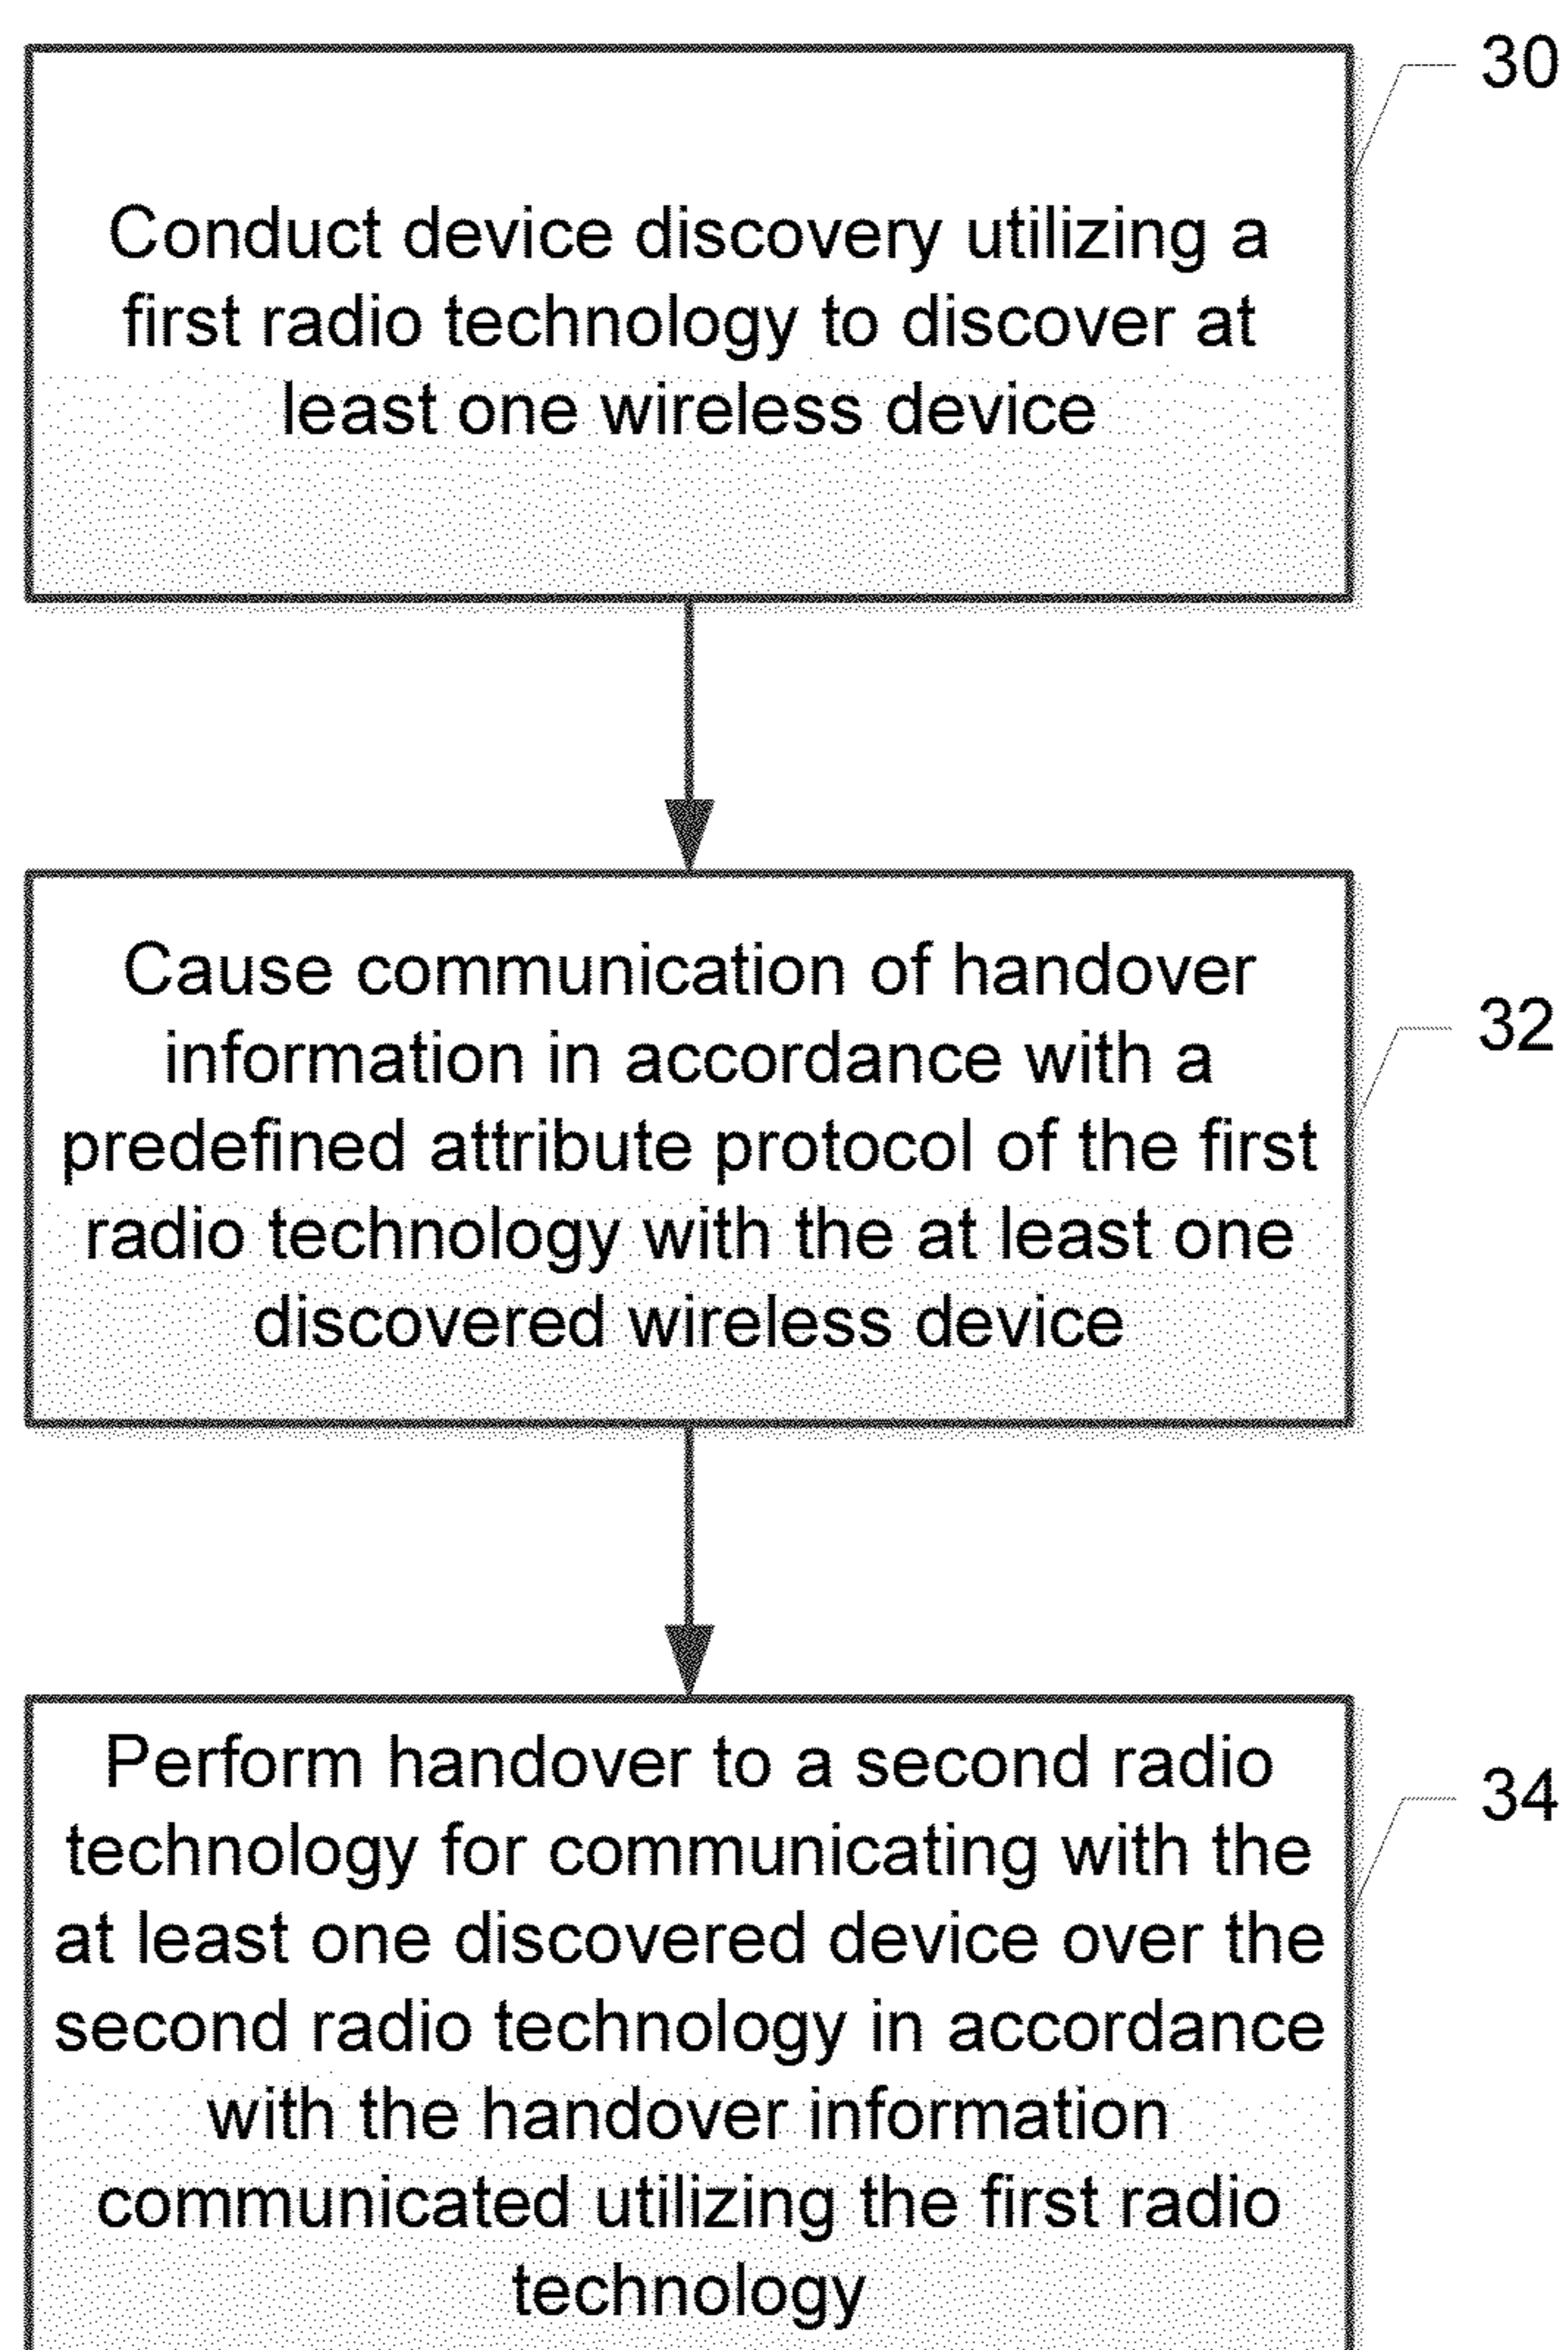 30
Conduct device discovery utilizing a
first radio technology to discover at
least one wireless device
Cause communication of handover
information in accordance with a
predefined attribute protocol of the first
radio technology with the at least one
discovered wireless device
32
Perform handover to a second radio
technology for communicating with the
at least one discovered device over the
second radio technology in accordance
with the handover information
communicated utilizing the first radio
technology
34